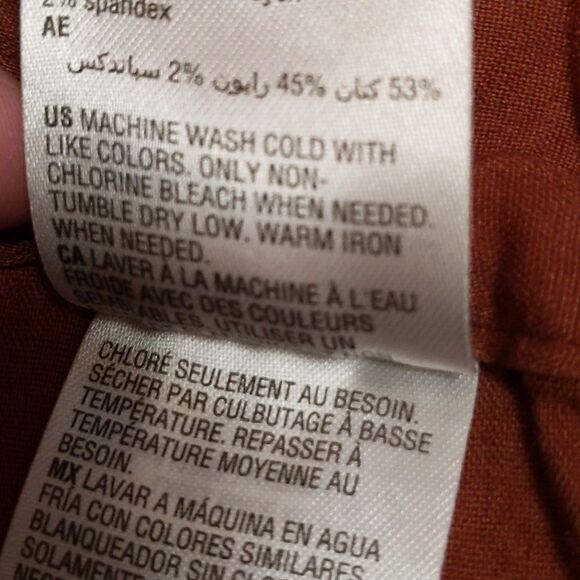 2% spandex
AE
53% كتان 45% رايون 2% سباندكس
US MACHINE WASH COLD WITH
LIKE COLORS. ONLY NON-
CHLORINE BLEACH WHEN NEEDED.
TUMBLE DRY LOW. WARM IRON
WHEN NEEDED.
CA LAVER À LA MACHINE À L'EAU
FROIDE AVEC DES COULEURS
SEMBLABLES, UTILISER UN
CHLORÉ SEULEMENT AU BESOIN.
SÉCHER PAR CULBUTAGE À BASSE
TEMPÉRATURE. REPASSER À
TEMPÉRATURE MOYENNE AU
BESOIN.
MX LAVAR A MÁQUINA EN AGUA
FRÍA CON COLORES SIMILARES
BLANQUEADOR SIN
SOLAMENTE